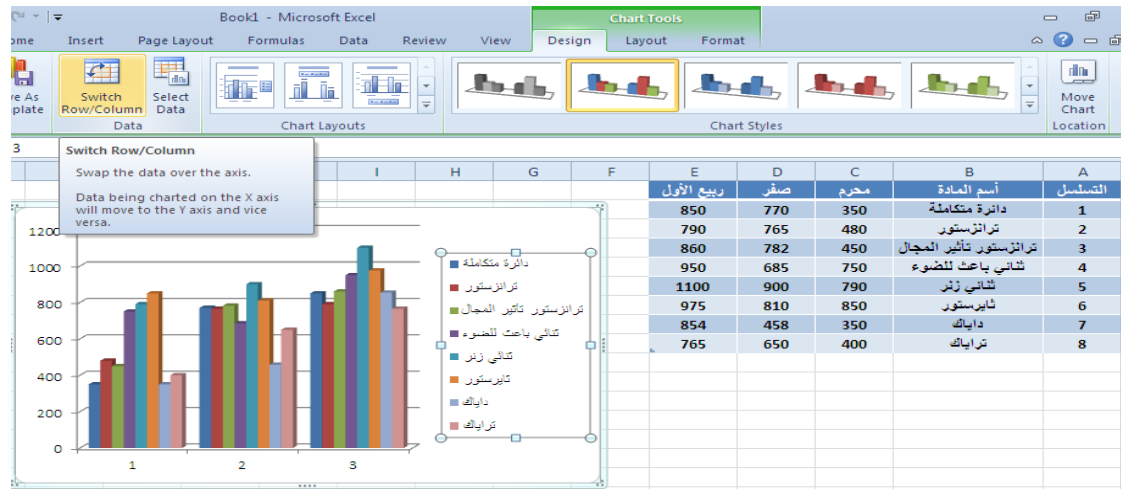 Book1 - Microsoft Excel
Chart Tools
ome Insert Page Layout Formulas Data Review View Design Layout Format
e As
plate
Switch
Row/Column
Select
Data
Move
Chart
Data
Chart Layouts
Chart Styles
Location
3
Switch Row/Column
Swap the data over the axis.
Data being charted on the X axis
will move to the Y axis and vice
versa.
I H G F E D C B A
التسلسل أسم المادة محرم صفر ربيع الأول
1 دائرة متكاملة 350 770 850
2 ترانزستور 480 765 790
3 ترانزستور تأثير المجال 450 782 860
4 ثنائي باعث للضوء 750 685 950
5 ثنائي زنر 790 900 1100
6 ثايرستور 850 810 975
7 داياك 350 458 854
8 ترياك 400 650 765
1200
1000
800
600
400
200
0
1 2 3
دائرة متكاملة
ترانزستور
ترانزستور تأثير المجال
ثنائي باعث للضوء
ثنائي زنر
ثايرستور
داياك
تراياك